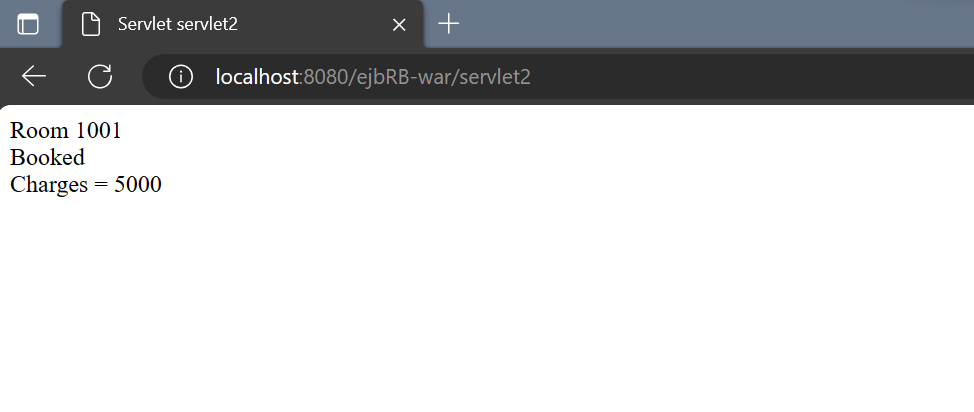 Servlet servlet2
localhost:8080/ejbRB-war/servlet2
Room 1001
Booked
Charges = 5000